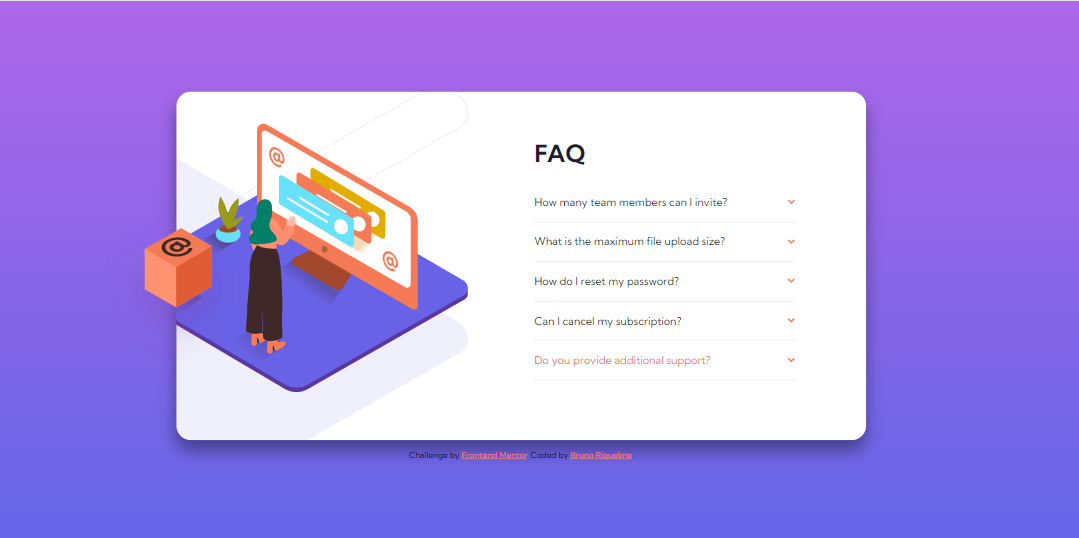 FAQ
How many team members can I invite?
What is the maximum file upload size?
How do I reset my password?
Can I cancel my subscription?
Do you provide additional support?
@
@
@
Challenge by Frontend Mentor. Coded by Bruno Riquelme.